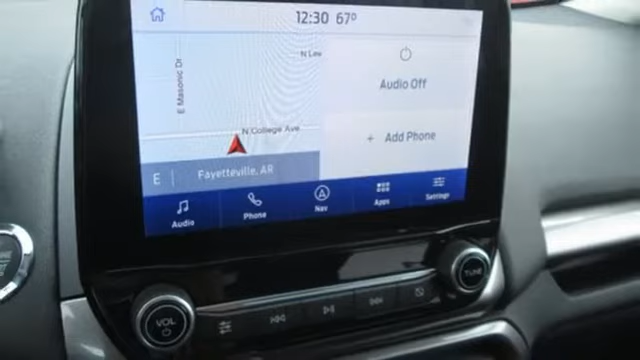 12:30 67°
E Masonic Dr
N Lew
Audio Off
N College Ave
+ Add Phone
E | Fayetteville, AR
Audio
Phone
Nav
Apps
Settings
VOL
TUNE